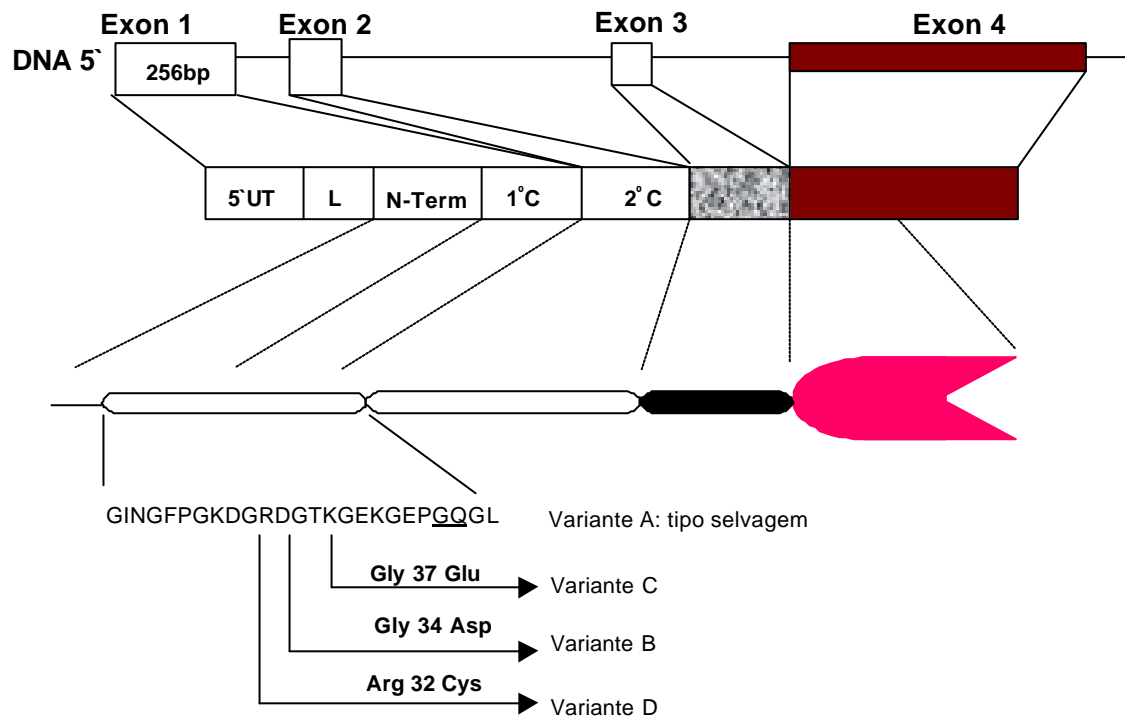 Exon 1 Exon 2 Exon 3 Exon 4
DNA 5`
256bp
5`UT L N-Term 1°C 2°C
GINGFPGKDGRDGTKGEKGEPGQGL Variante A: tipo selvagem
Gly 37 Glu Variante C
Gly 34 Asp Variante B
Arg 32 Cys Variante D